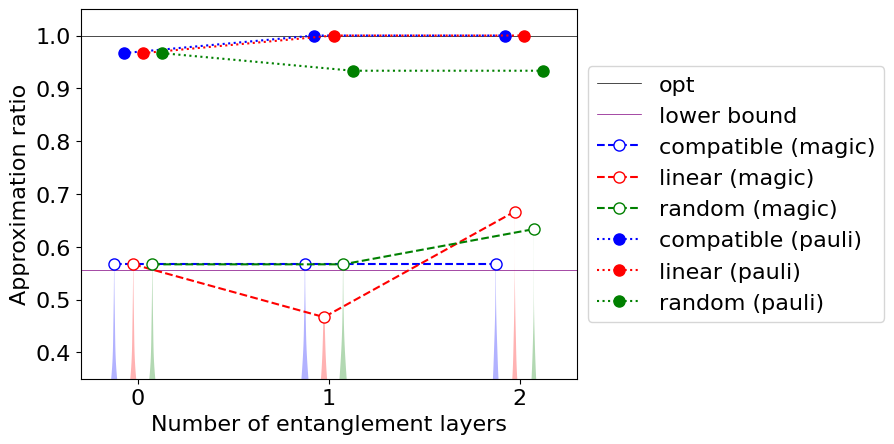 1.0
0.9
0.8
0.7
0.6
0.5
0.4
Approximation ratio
0
1
2
Number of entanglement layers
opt
lower bound
compatible (magic)
linear (magic)
random (magic)
compatible (pauli)
linear (pauli)
random (pauli)